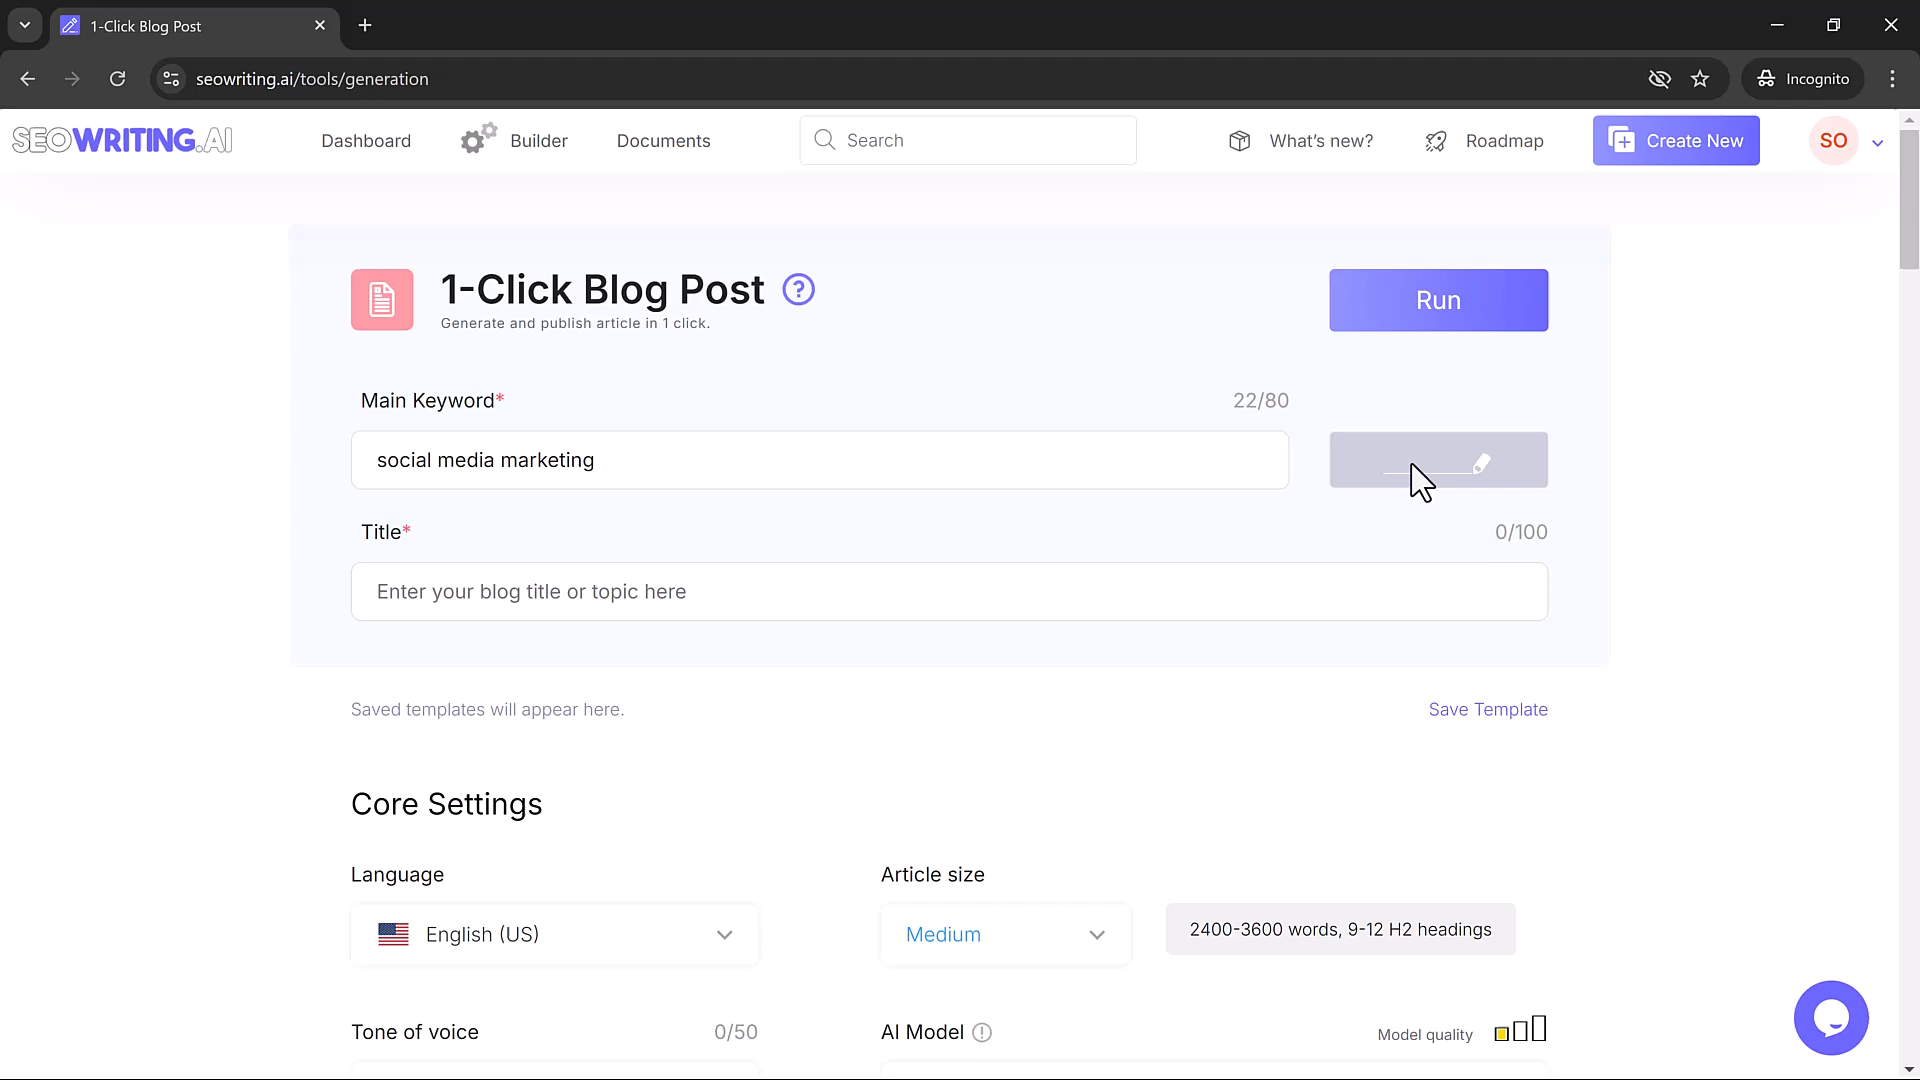 1-Click Blog Post
seowriting.ai/tools/generation
Incognito
SEOWRITING.AI
Dashboard
Builder
Documents
Search
What's new?
Roadmap
Create New
SO
1-Click Blog Post ?
Generate and publish article in 1 click.
Run
Main Keyword*
22/80
social media marketing
Title*
0/100
Enter your blog title or topic here
Saved templates will appear here.
Save Template
Core Settings
Language
Article size
English (US)
Medium
2400-3600 words, 9-12 H2 headings
Tone of voice
0/50
AI Model
Model quality